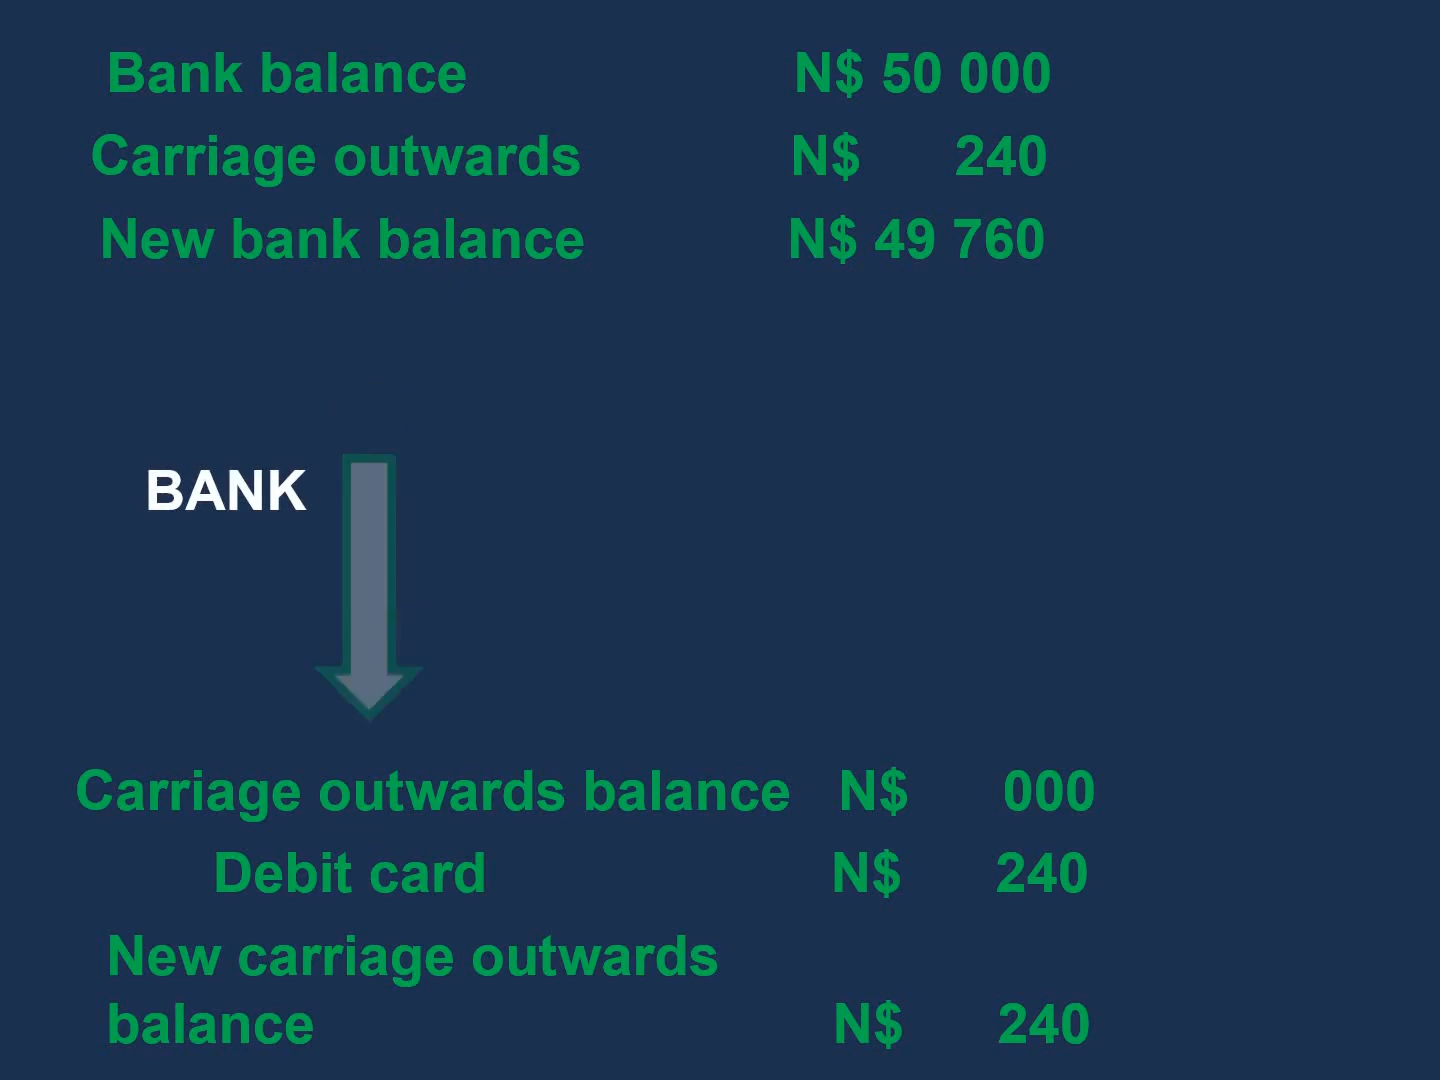 Bank balance N$ 50 000
Carriage outwards N$ 240
New bank balance N$ 49 760
BANK
Carriage outwards balance N$ 000
Debit card N$ 240
New carriage outwards
balance N$ 240